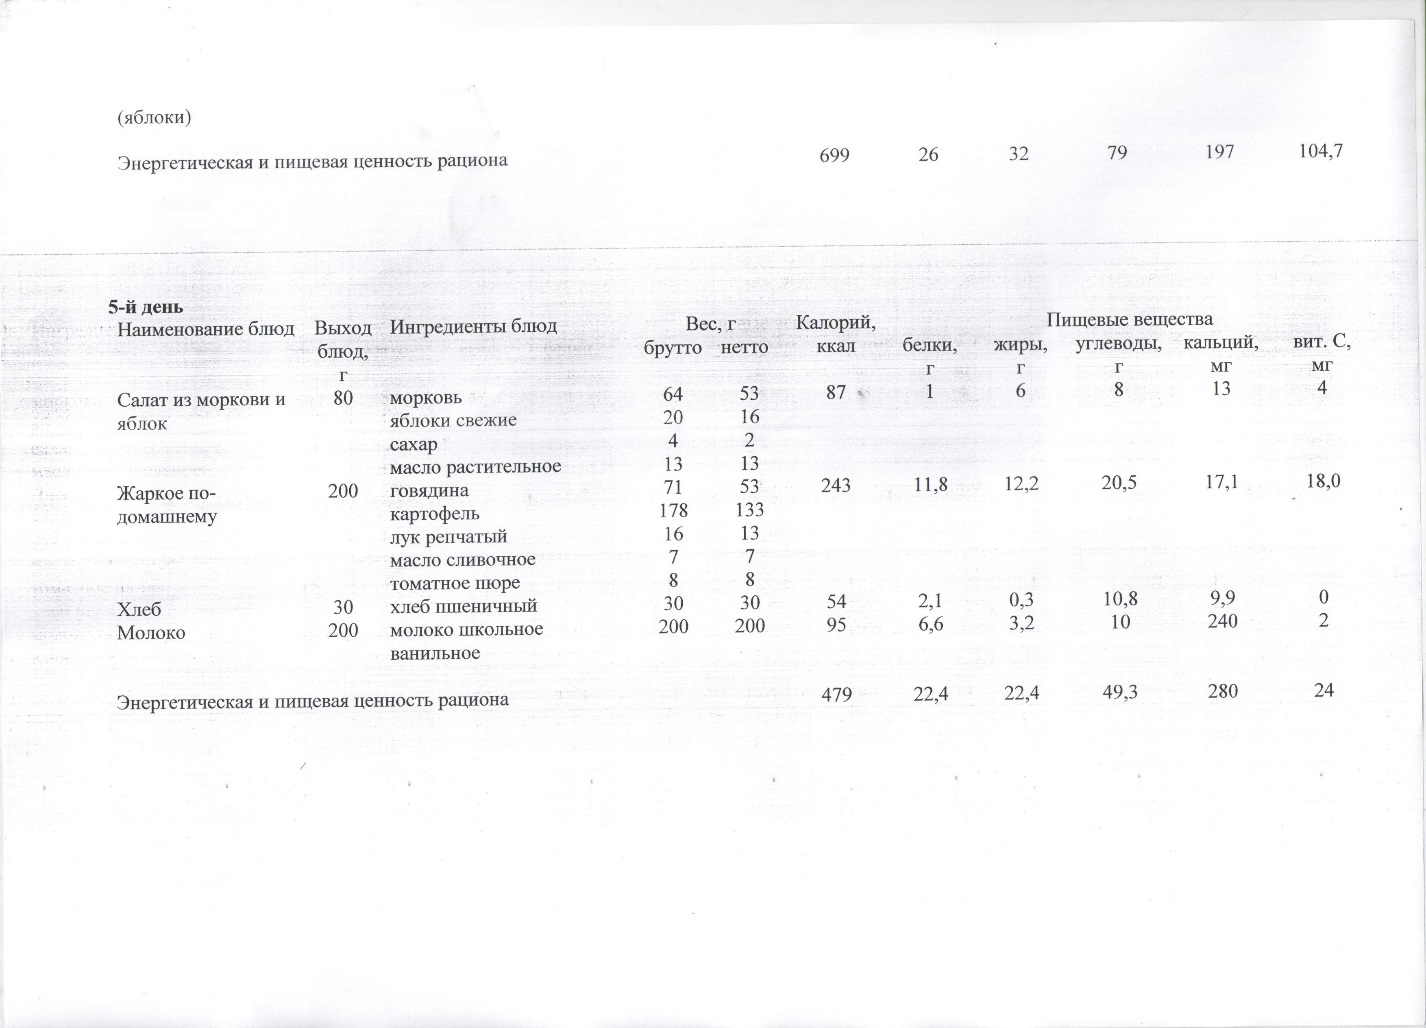 (яблоки)
Энергетическая и пищевая ценность рациона 699 26 32 79 197 104,7
5-й день
Наименование блюд Выход блюд, г Ингредиенты блюд Вес, г Калорий, ккал Пищевые вещества
брутто нетто белки, г жиры, г углеводы, г кальций, мг вит. С, мг
Салат из моркови и 80 морковь 64 53 87 1 6 8 13 4
яблок яблоки свежие 20 16
сахар 4 2
масло растительное 13 13
Жаркое по- 200 говядина 71 53 243 11,8 12,2 20,5 17,1 18,0
домашнему картофель 178 133
лук репчатый 16 13
масло сливочное 7 7
томатное пюре 8 8
Хлеб 30 хлеб пшеничный 30 30 54 2,1 0,3 10,8 9,9 0
Молоко 200 молоко школьное 200 200 95 6,6 3,2 10 240 2
ванильное
Энергетическая и пищевая ценность рациона 479 22,4 22,4 49,3 280 24